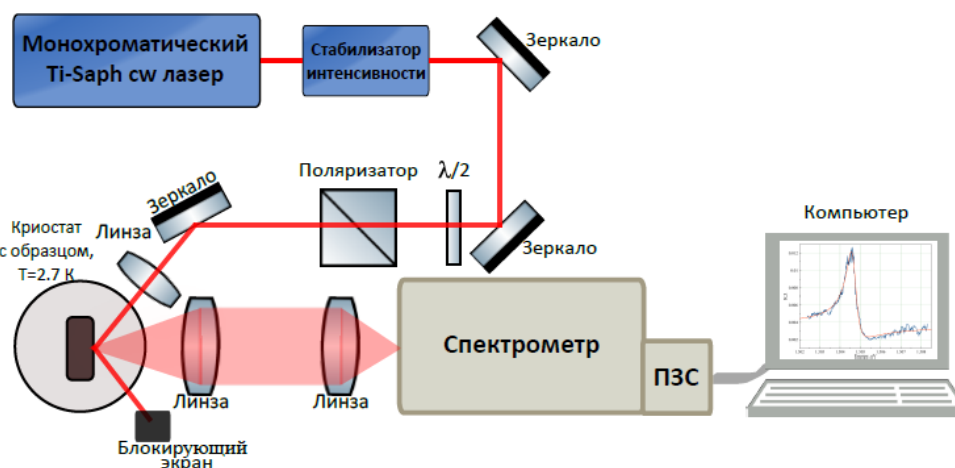 Монохроматический
Ti-Saph cw лазер
Стабилизатор
интенсивности
Зеркало
Поляризатор
λ/2
Зеркало
Зеркало
Линза
Криостат
с образцом,
T=2.7 K
Компьютер
Спектрометр
ПЗС
Линза
Линза
Блокирующий
экран